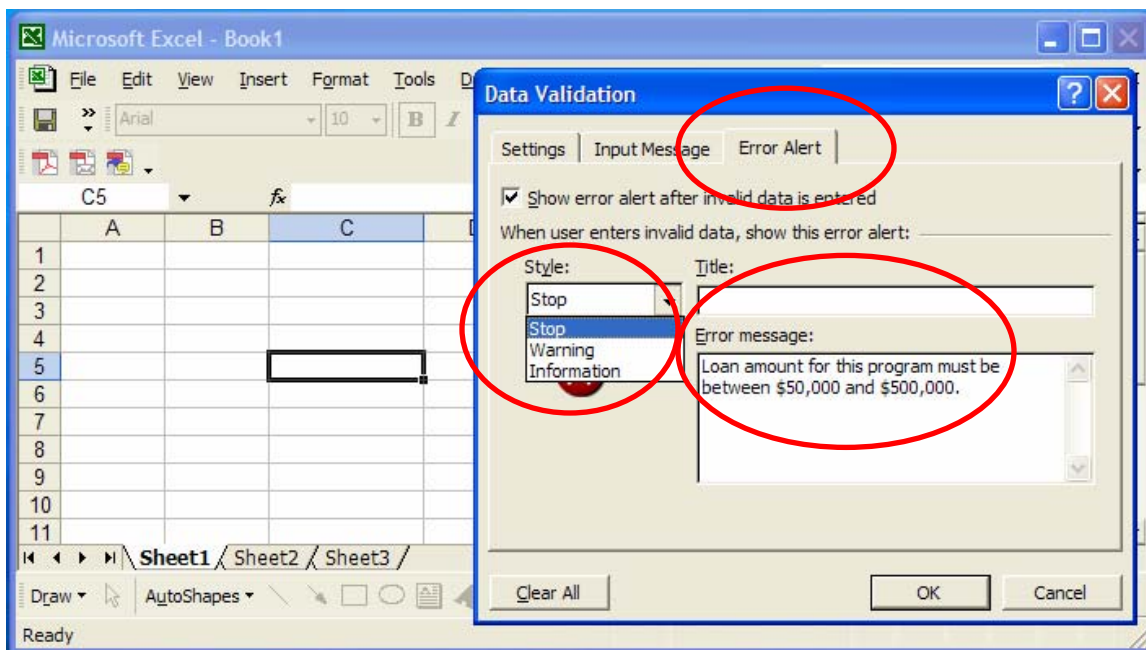 Microsoft Excel - Book1
File Edit View Insert Format Tools D
Arial 10 B I
C5 fx
A B C
1
2
3
4
5
6
7
8
9
10
11
Sheet1 Sheet2 Sheet3
Draw AutoShapes
Ready
Data Validation
Settings Input Message Error Alert
Show error alert after invalid data is entered
When user enters invalid data, show this error alert:
Style: Title:
Stop
Stop
Warning
Information
Error message:
Loan amount for this program must be
between $50,000 and $500,000.
Clear All OK Cancel